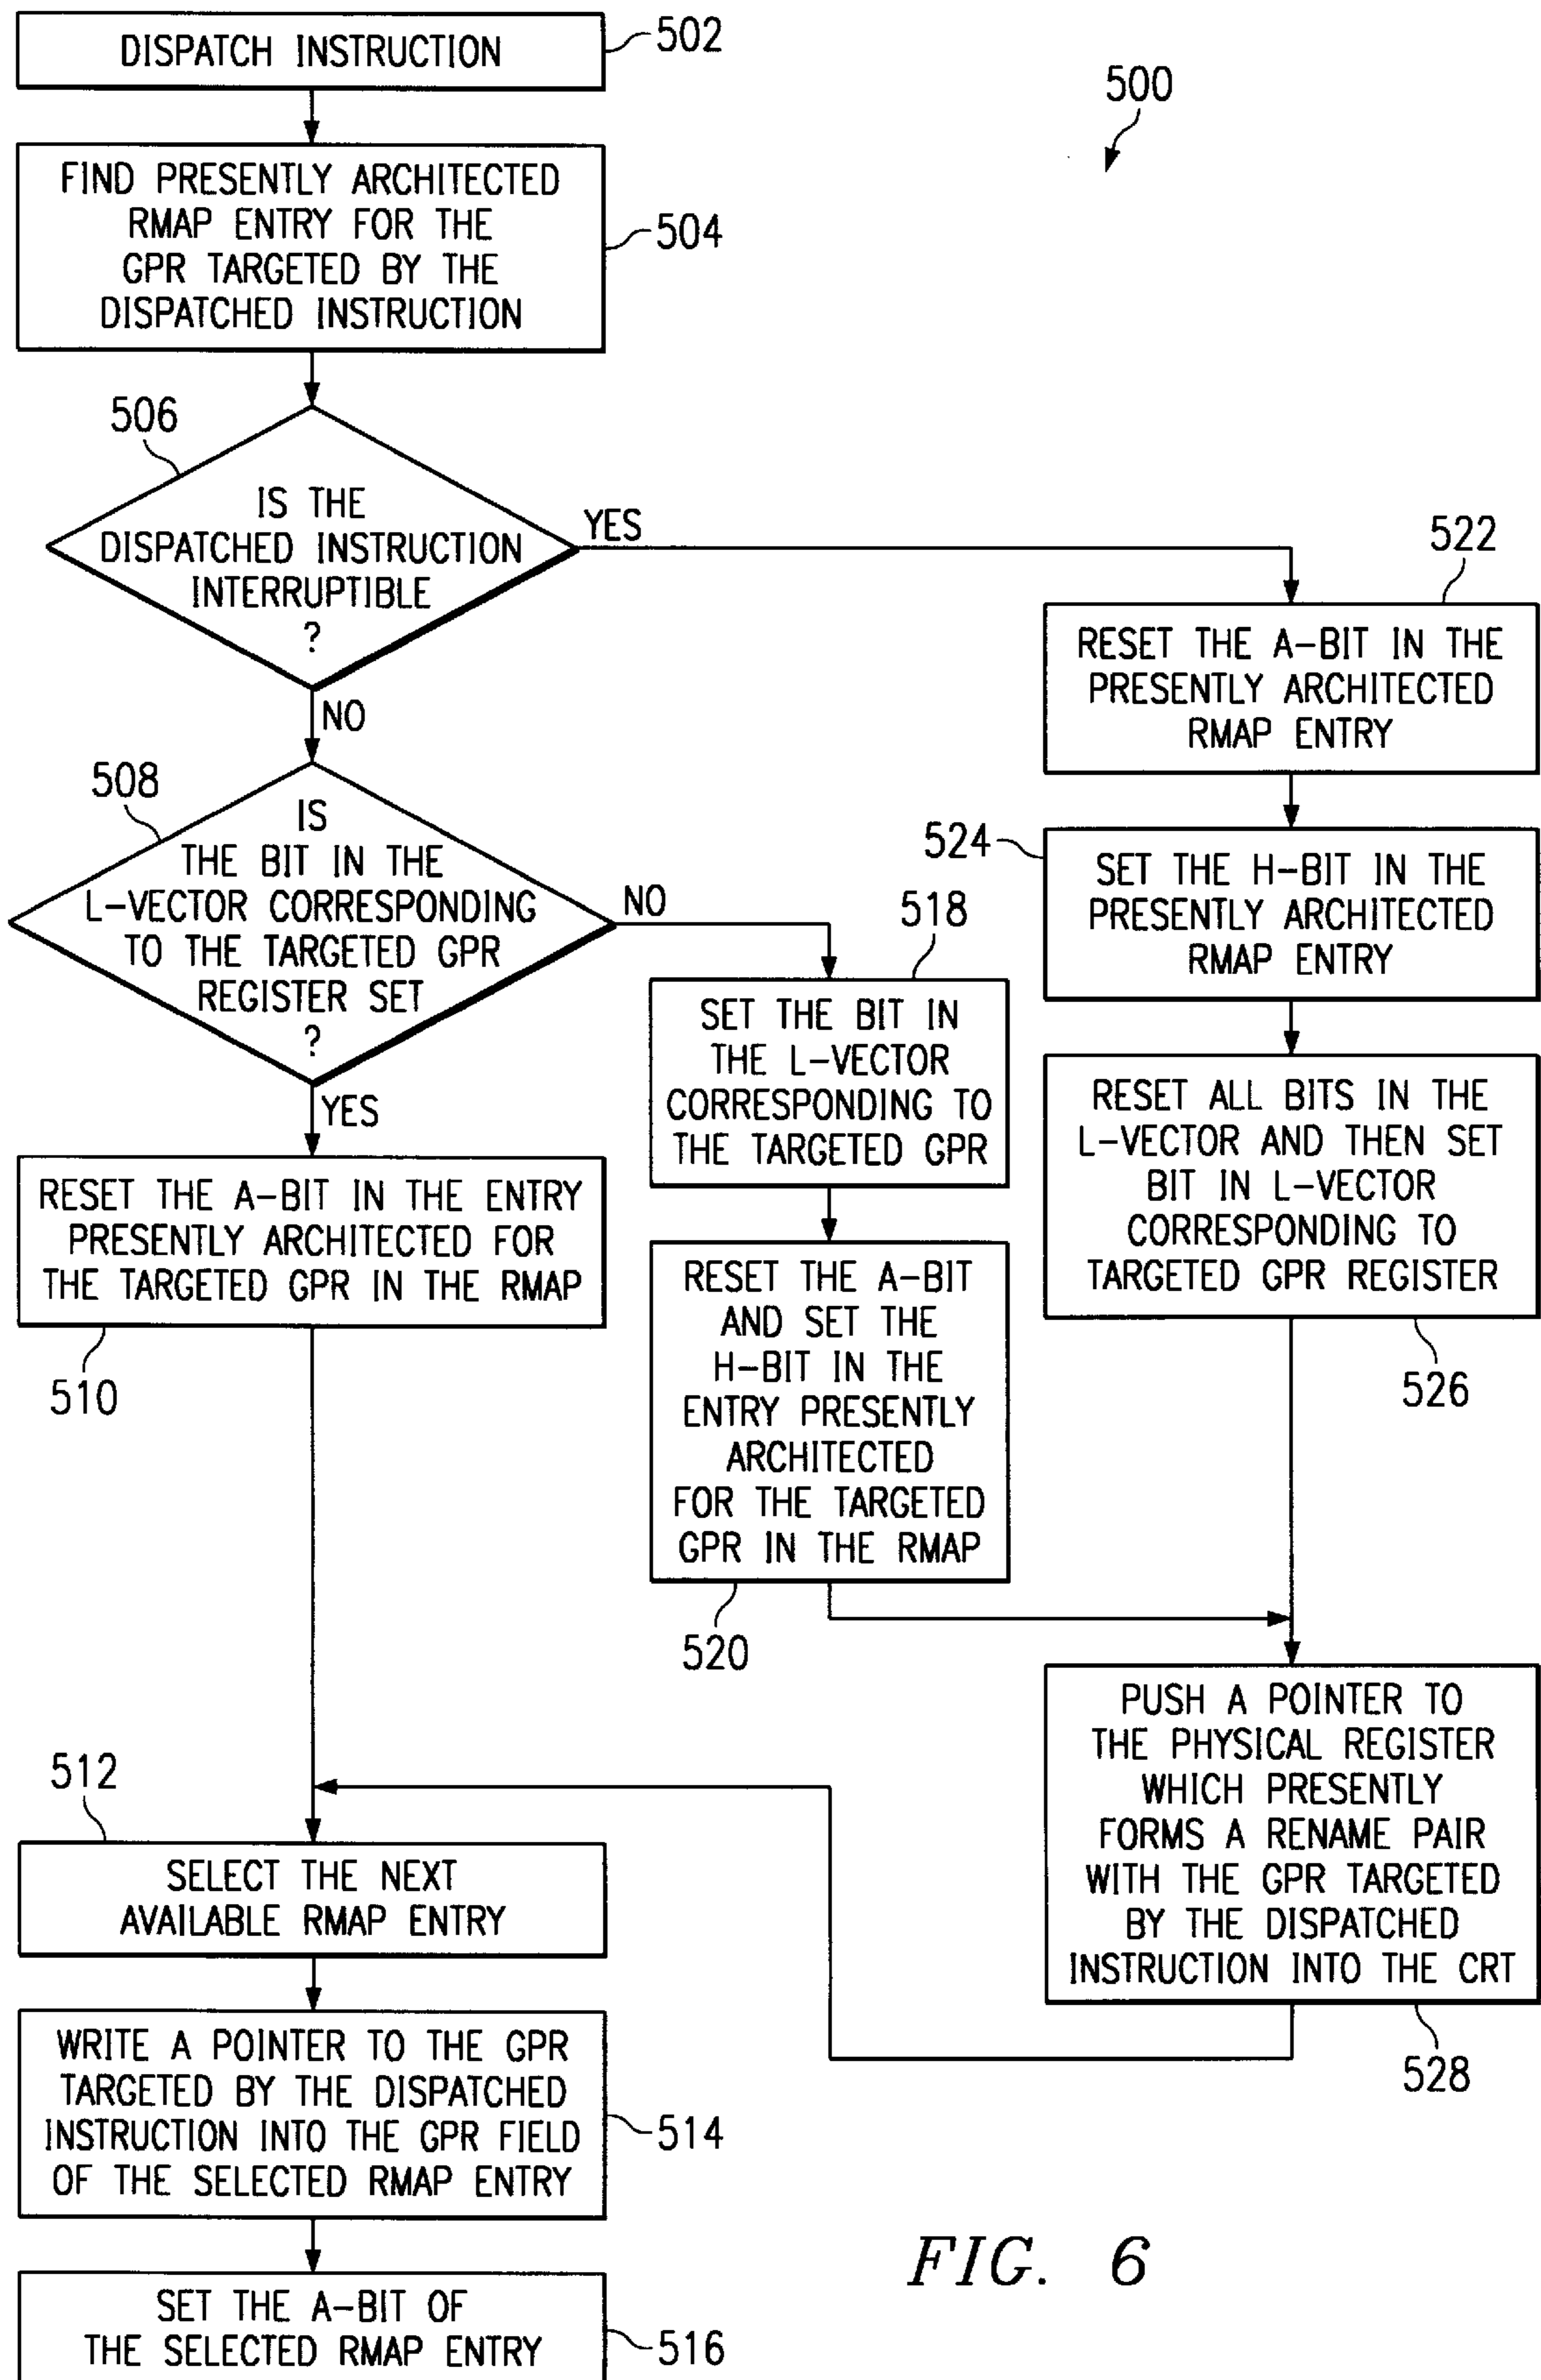 DISPATCH INSTRUCTION
502
500
FIND PRESENTLY ARCHITECTED
RMAP ENTRY FOR THE
GPR TARGETED BY THE
DISPATCHED INSTRUCTION
504
506
IS THE
DISPATCHED INSTRUCTION
INTERRUPTIBLE
?
YES
NO
522
RESET THE A-BIT IN THE
PRESENTLY ARCHITECTED
RMAP ENTRY
508
IS
THE BIT IN THE
L-VECTOR CORRESPONDING
TO THE TARGETED GPR
REGISTER SET
?
NO
YES
524
SET THE H-BIT IN THE
PRESENTLY ARCHITECTED
RMAP ENTRY
518
SET THE BIT IN
THE L-VECTOR
CORRESPONDING TO
THE TARGETED GPR
RESET ALL BITS IN THE
L-VECTOR AND THEN SET
BIT IN L-VECTOR
CORRESPONDING TO
TARGETED GPR REGISTER
526
RESET THE A-BIT IN THE ENTRY
PRESENTLY ARCHITECTED FOR
THE TARGETED GPR IN THE RMAP
510
RESET THE A-BIT
AND SET THE
H-BIT IN THE
ENTRY PRESENTLY
ARCHITECTED
FOR THE TARGETED
GPR IN THE RMAP
520
PUSH A POINTER TO
THE PHYSICAL REGISTER
WHICH PRESENTLY
FORMS A RENAME PAIR
WITH THE GPR TARGETED
BY THE DISPATCHED
INSTRUCTION INTO THE CRT
528
512
SELECT THE NEXT
AVAILABLE RMAP ENTRY
WRITE A POINTER TO THE GPR
TARGETED BY THE DISPATCHED
INSTRUCTION INTO THE GPR FIELD
OF THE SELECTED RMAP ENTRY
514
SET THE A-BIT OF
THE SELECTED RMAP ENTRY
516
FIG. 6